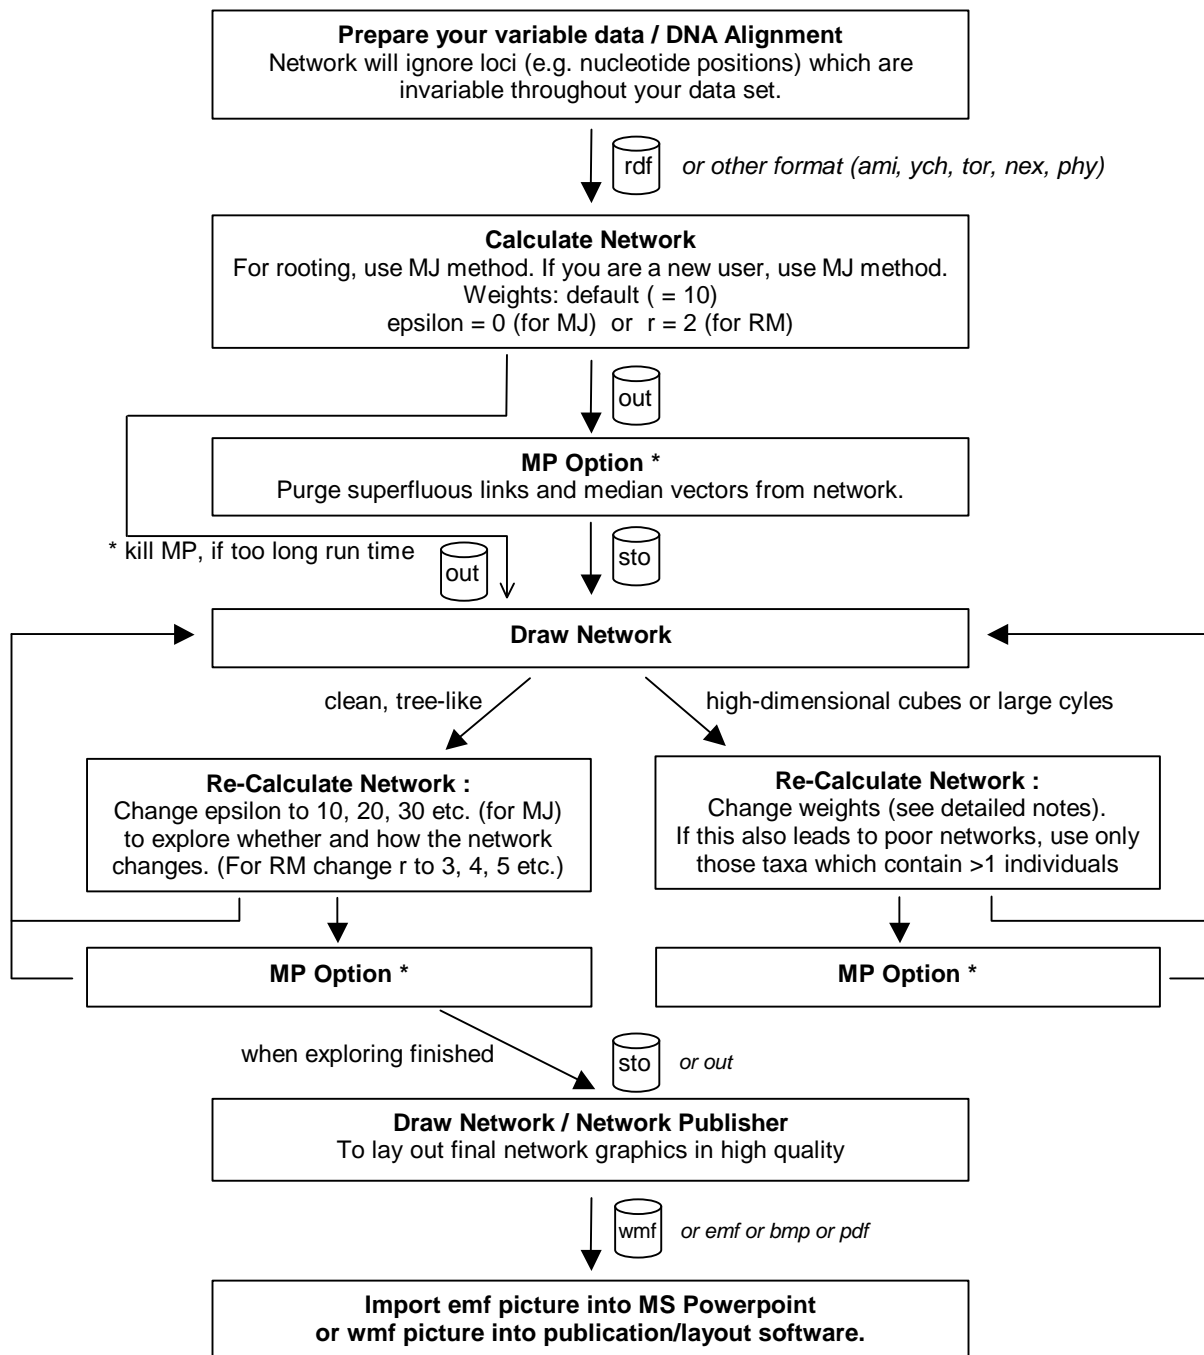 Prepare your variable data / DNA Alignment
Network will ignore loci (e.g. nucleotide positions) which are
invariable throughout your data set.
rdf
or other format (ami, ych, tor, nex, phy)
Calculate Network
For rooting, use MJ method. If you are a new user, use MJ method.
Weights: default ( = 10)
epsilon = 0 (for MJ) or r = 2 (for RM)
out
MP Option *
Purge superfluous links and median vectors from network.
* kill MP, if too long run time
out
sto
Draw Network
clean, tree-like
high-dimensional cubes or large cyles
Re-Calculate Network :
Change epsilon to 10, 20, 30 etc. (for MJ)
to explore whether and how the network
changes. (For RM change r to 3, 4, 5 etc.)
Re-Calculate Network :
Change weights (see detailed notes).
If this also leads to poor networks, use only
those taxa which contain >1 individuals
MP Option *
MP Option *
when exploring finished
sto
or out
Draw Network / Network Publisher
To lay out final network graphics in high quality
wmf
or emf or bmp or pdf
Import emf picture into MS Powerpoint
or wmf picture into publication/layout software.